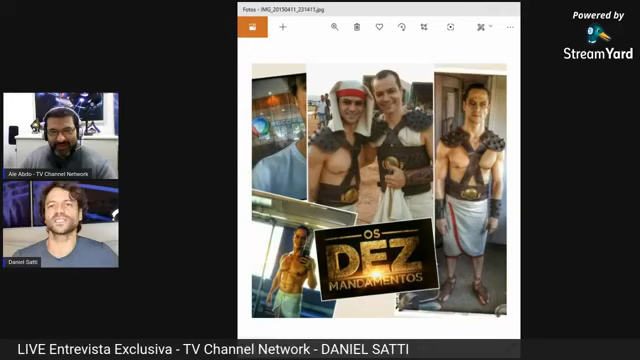 Fotos - IMG_20150411_231411.jpg
Powered by
StreamYard
Ale Abdo - TV Channel Network
Daniel Satti
OS
DEZ
MANDAMENTOS
LIVE Entrevista Exclusiva - TV Channel Network - DANIEL SATTI